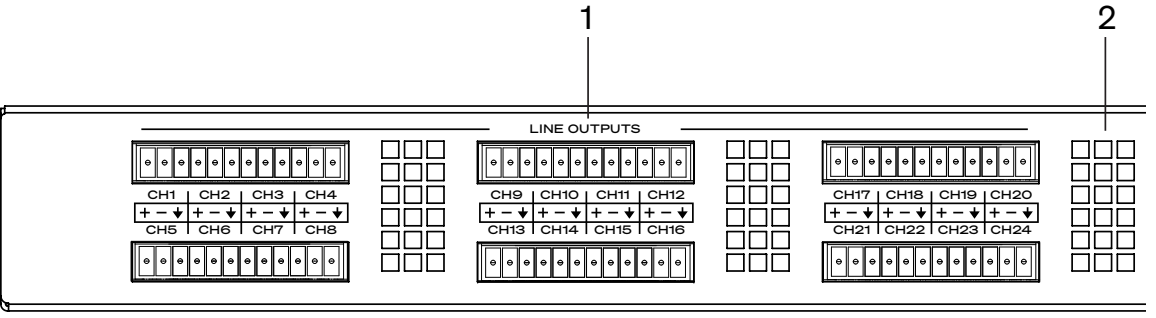 1 2
LINE OUTPUTS
CH1 CH2 CH3 CH4 CH9 CH10 CH11 CH12 CH17 CH18 CH19 CH20
+ − ↓ + − ↓ + − ↓ + − ↓ + − ↓ + − ↓ + − ↓ + − ↓ + − ↓ + − ↓ + − ↓ + − ↓
CH5 CH6 CH7 CH8 CH13 CH14 CH15 CH16 CH21 CH22 CH23 CH24